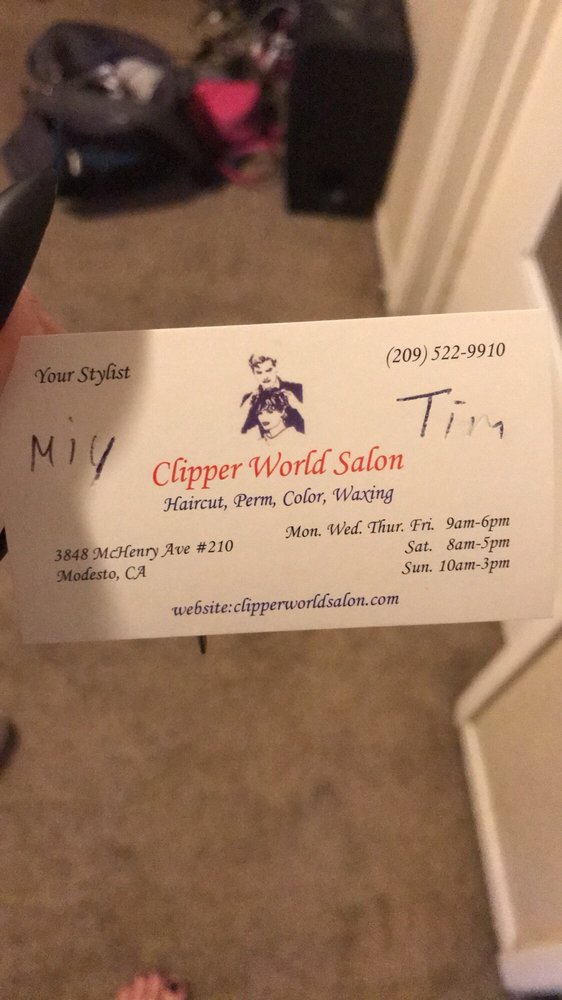 Your Stylist
(209) 522-9910
Miy
Tim
Clipper World Salon
Haircut, Perm, Color, Waxing
3848 McHenry Ave #210
Modesto, CA
Mon. Wed. Thur. Fri. 9am-6pm
Sat. 8am-5pm
Sun. 10am-3pm
website:clipperworldsalon.com